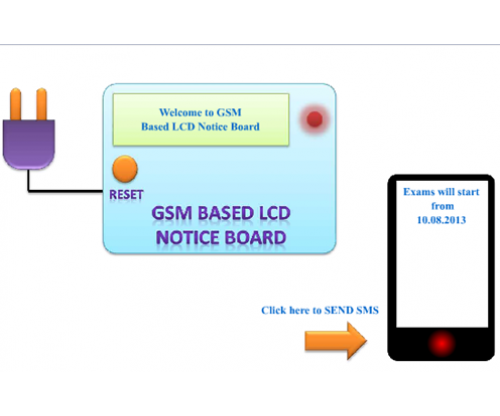 Welcome to GSM
Based LCD Notice Board
RESET
GSM BASED LCD
NOTICE BOARD
Exams will start
from
10.08.2013
Click here to SEND SMS